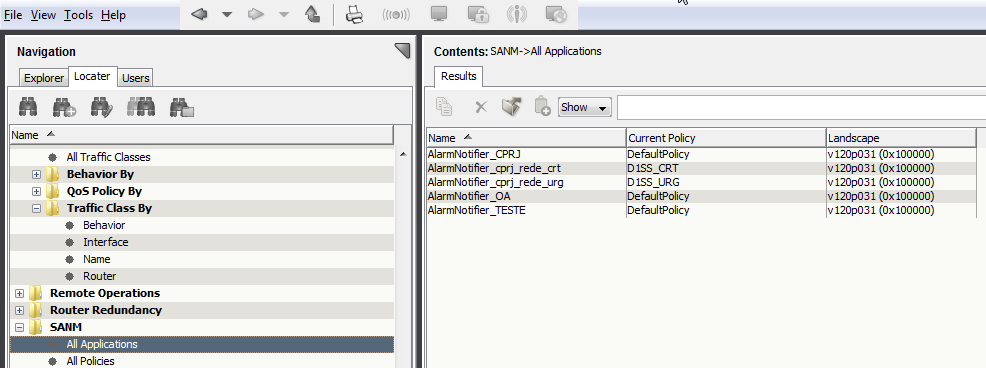 File View Tools Help
Navigation
Explorer Locater Users
Name
All Traffic Classes
Behavior By
QoS Policy By
Traffic Class By
Behavior
Interface
Name
Router
Remote Operations
Router Redundancy
SANM
All Applications
All Policies
Contents: SANM->All Applications
Results
Show
Name Current Policy Landscape
AlarmNotifier_CPRJ DefaultPolicy v120p031 (0x100000)
AlarmNotifier_cprj_rede_crt D1SS_CRT v120p031 (0x100000)
AlarmNotifier_cprj_rede_urg D1SS_URG v120p031 (0x100000)
AlarmNotifier_OA DefaultPolicy v120p031 (0x100000)
AlarmNotifier_TESTE DefaultPolicy v120p031 (0x100000)